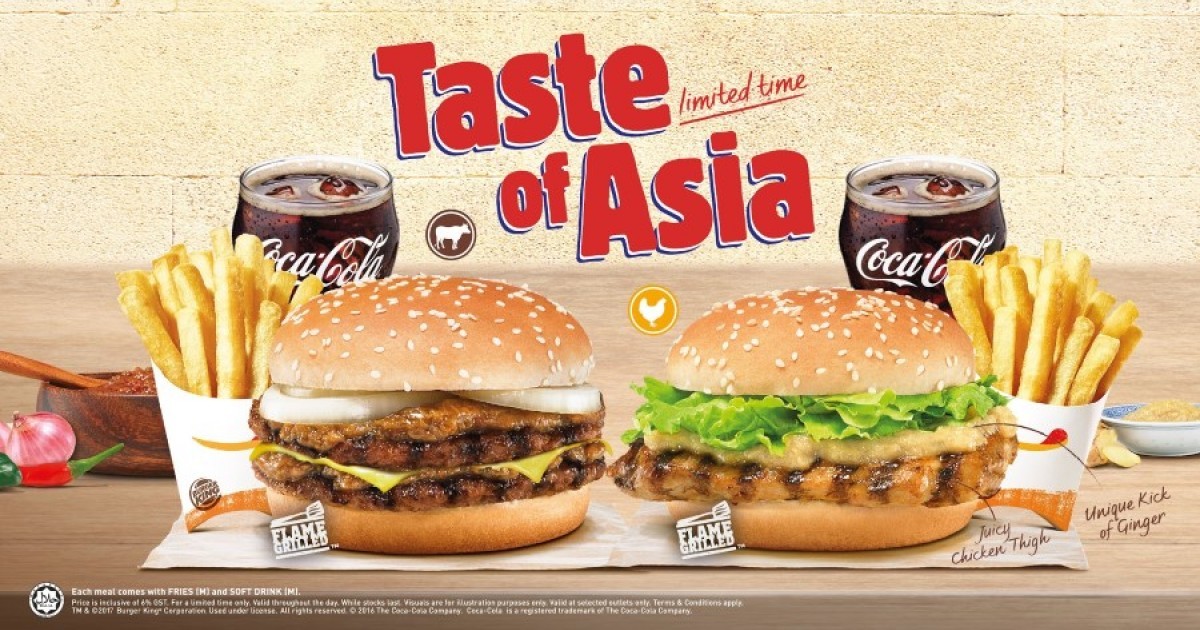 Taste
limited time
of Asia
Coca-Cola
Coca-C
BURGER
KING
FLAME
GRILLED™
FLAME
GRILLED™
Juicy
Chicken Thigh
Unique Kick
of Ginger
Each meal comes with FRIES (M) and SOFT DRINK (M).
Price is inclusive of 6% GST. For a limited time only. Valid throughout the day. While stocks last. Visuals are for illustration purposes only. Valid at selected outlets only. Terms & Conditions apply.
TM & ©2017 Burger King® Corporation. Used under license. All rights reserved. © 2016 The Coca-Cola Company. Coca-Cola is a registered trademark of The Coca-Cola Company.